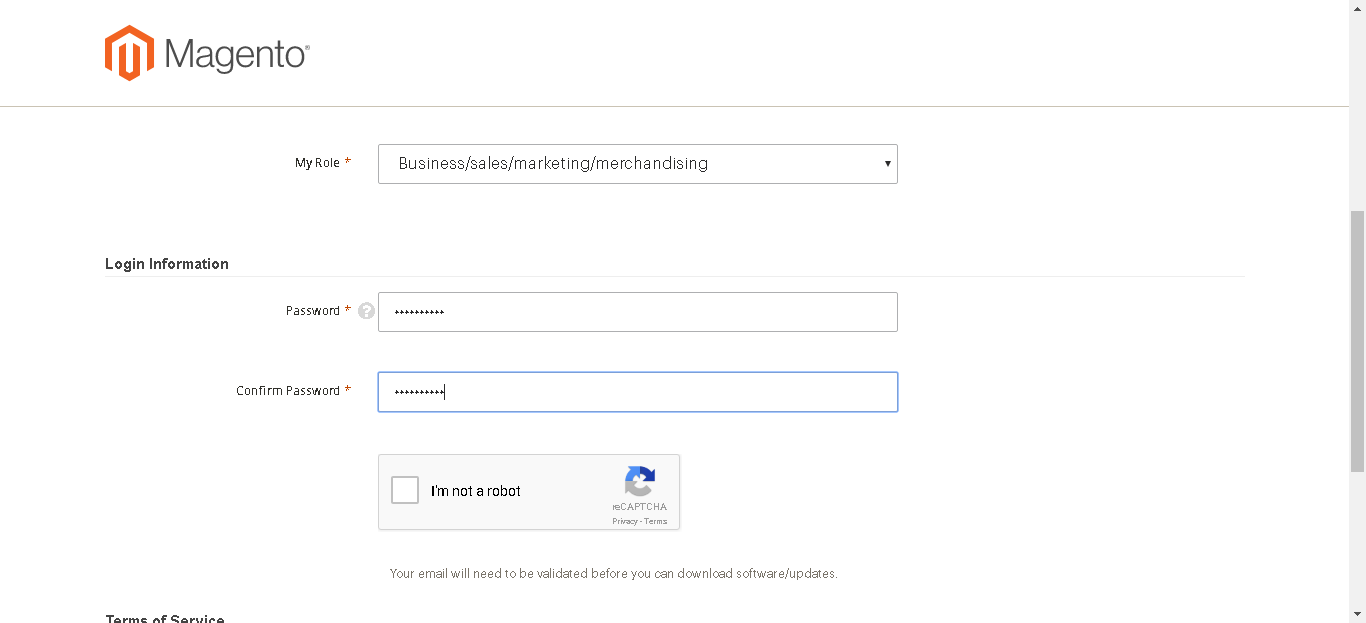 Magento®
My Role *
Business/sales/marketing/merchandising
Login Information
Password *
?
**********
Confirm Password *
**********
I'm not a robot
reCAPTCHA
Privacy - Terms
Your email will need to be validated before you can download software/updates.
Terms of Service